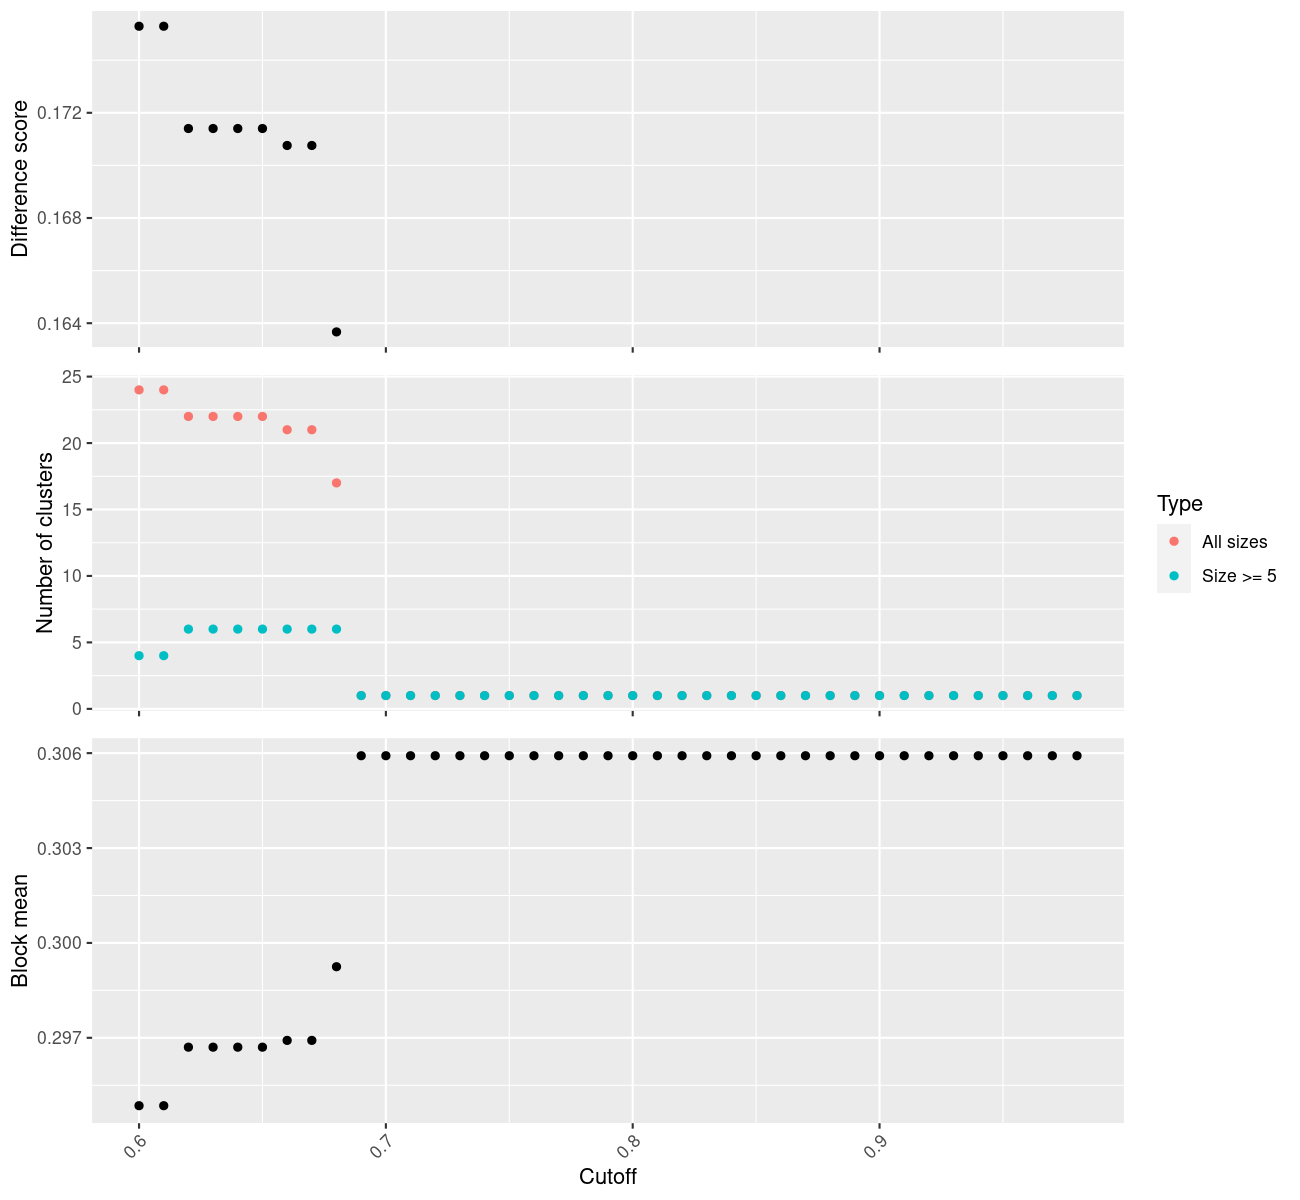 Difference score
0.172
0.168
0.164
Number of clusters
25
20
15
10
5
0
Type
All sizes
Size >= 5
Block mean
0.306
0.303
0.300
0.297
0.6
0.7
0.8
0.9
Cutoff